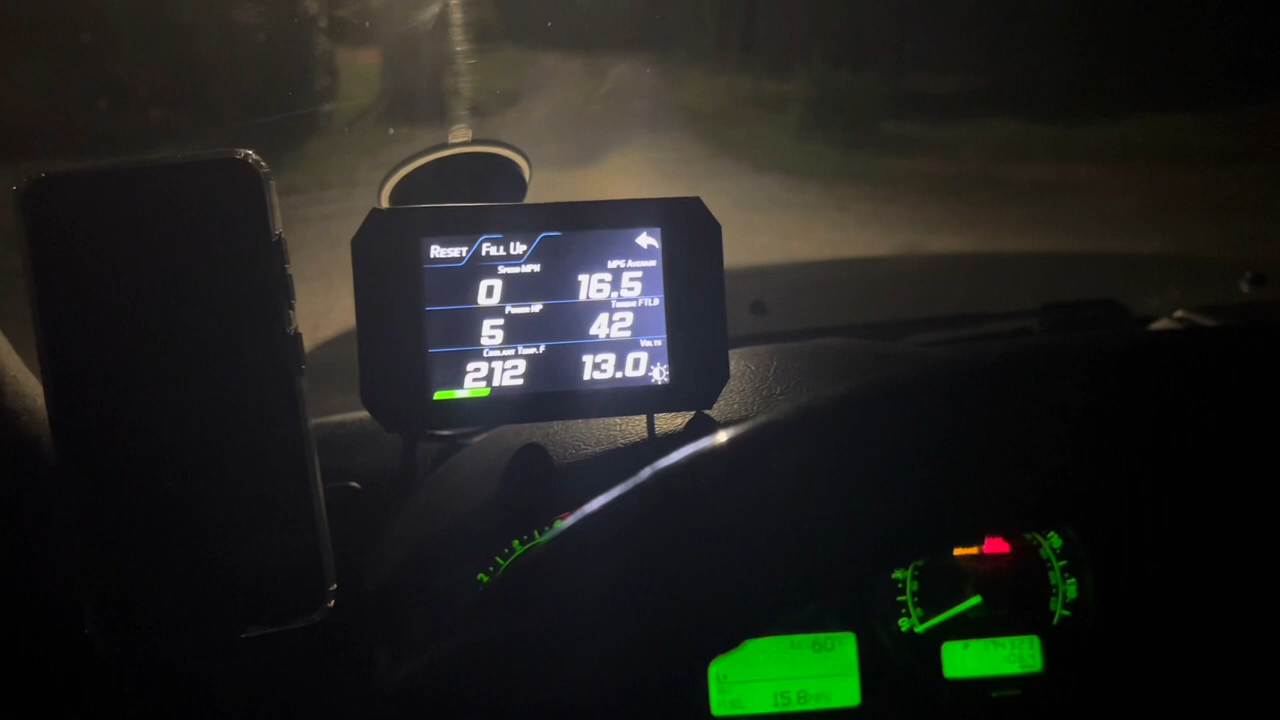 RESET FILL UP
SPEED MPH MPG AVERAGE
0 16.5
POWER HP TORQUE FTLB
5 42
COOLANT TEMP. F VOLTS
212 13.0
60
15.8